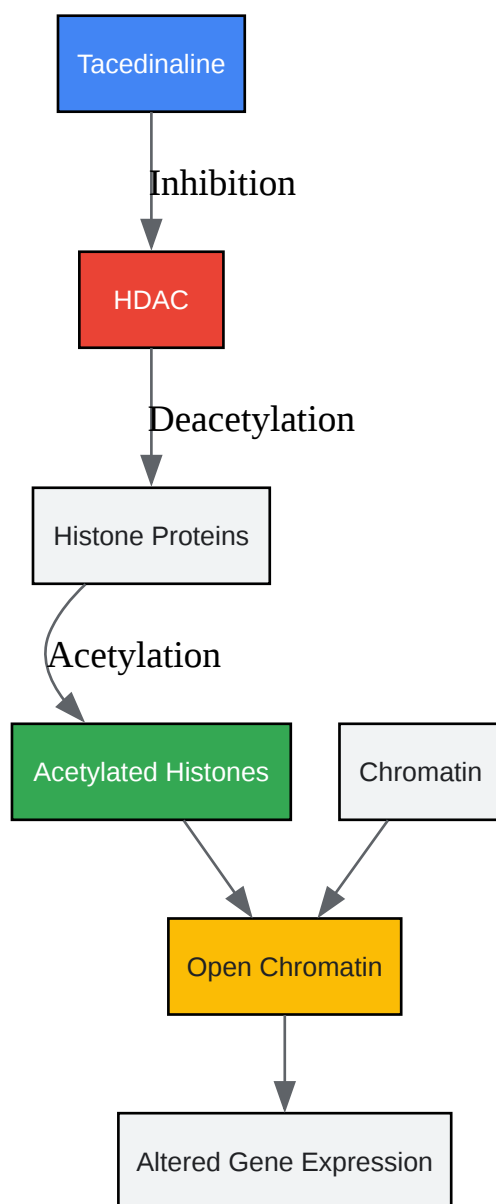 Tacedinaline
Inhibition
HDAC
Deacetylation
Histone Proteins
Acetylation
Acetylated Histones
Chromatin
Open Chromatin
Altered Gene Expression